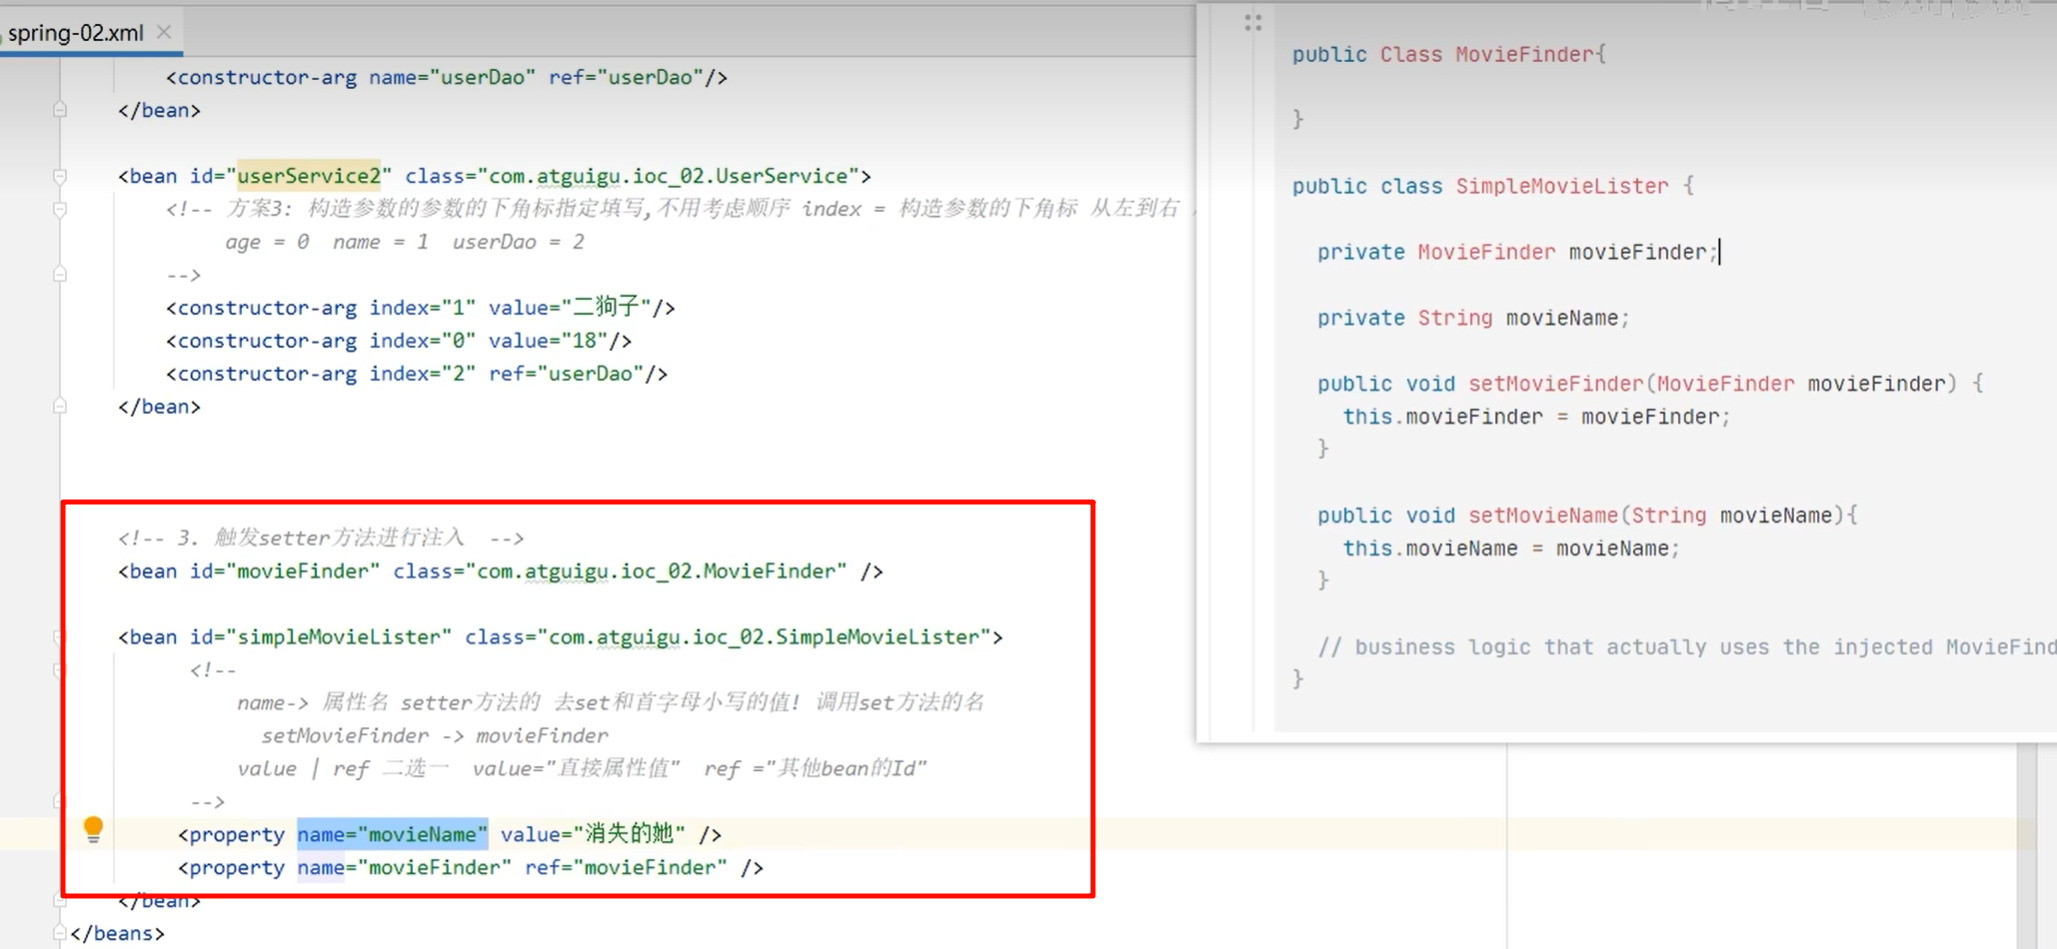 spring-02.xml
<constructor-arg name="userDao" ref="userDao"/>
</bean>
<bean id="userService2" class="com.atguigu.ioc_02.UserService">
<!-- 方案3: 构造参数的参数的下角标指定填写,不用考虑顺序 index = 构造参数的下角标 从左到右
age = 0 name = 1 userDao = 2
-->
<constructor-arg index="1" value="二狗子"/>
<constructor-arg index="0" value="18"/>
<constructor-arg index="2" ref="userDao"/>
</bean>
<!-- 3. 触发setter方法进行注入 -->
<bean id="movieFinder" class="com.atguigu.ioc_02.MovieFinder" />
<bean id="simpleMovieLister" class="com.atguigu.ioc_02.SimpleMovieLister">
<!--
name-> 属性名 setter方法的 去set和首字母小写的值! 调用set方法的名
setMovieFinder -> movieFinder
value | ref 二选一 value="直接属性值" ref ="其他bean的Id"
-->
<property name="movieName" value="消失的她" />
<property name="movieFinder" ref="movieFinder" />
</bean>
</beans>
public Class MovieFinder{
}
public class SimpleMovieLister {
private MovieFinder movieFinder;
private String movieName;
public void setMovieFinder(MovieFinder movieFinder) {
this.movieFinder = movieFinder;
}
public void setMovieName(String movieName){
this.movieName = movieName;
}
// business logic that actually uses the injected MovieFind
}